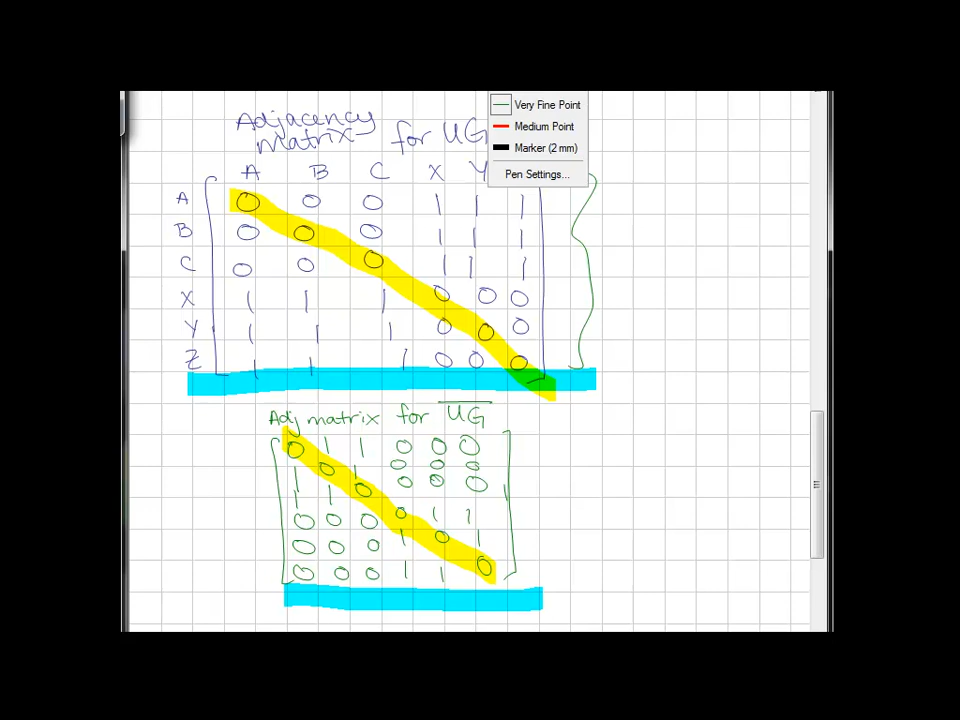 Adjacency
matrix for UG
Very Fine Point
Medium Point
Marker (2 mm)
Pen Settings...
A B C X Y
A 0 0 0 1 1 1
B 0 0 0 1 1 1
C 0 0 0 1 1 1
X 1 1 1 0 0 0
Y 1 1 1 0 0 0
Z 1 1 1 0 0 0
Adj matrix for UG
0 1 1 0 0 0
1 0 1 0 0 0
1 1 0 0 0 0
0 0 0 0 1 1
0 0 0 1 0 1
0 0 0 1 1 0